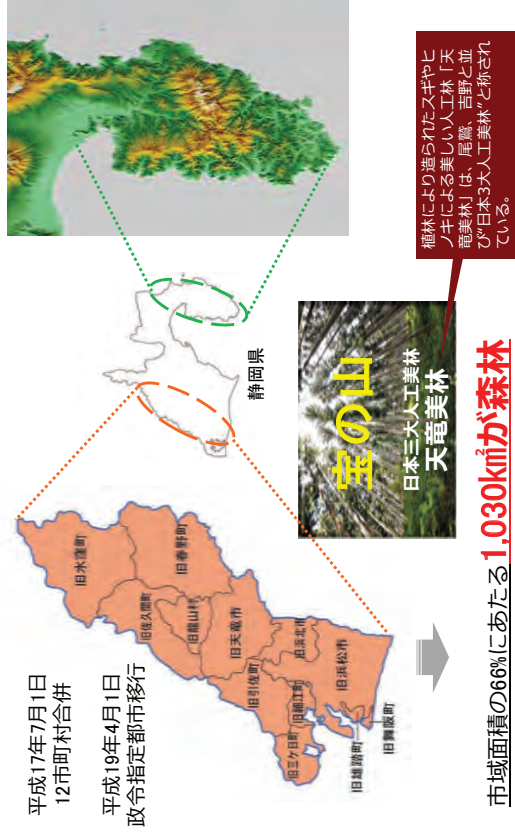 平成17年7月1日
12市町村合併
平成19年4月1日
政令指定都市移行
旧水窪町
旧佐久間町
旧春野町
旧龍山村
旧天竜市
旧引佐町
旧浜北市
旧三ケ日町
旧細江町
旧浜松市
旧雄踏町
旧舞阪町
静岡県
宝の山
日本三大人工美林
天竜美林
植林により造られたスギやヒ
ノキによる美しい人工林「天
竜美林」は、尾鷲、吉野と並
び“日本3大人工美林”と称され
ている。
市域面積の66%にあたる1,030km²が森林